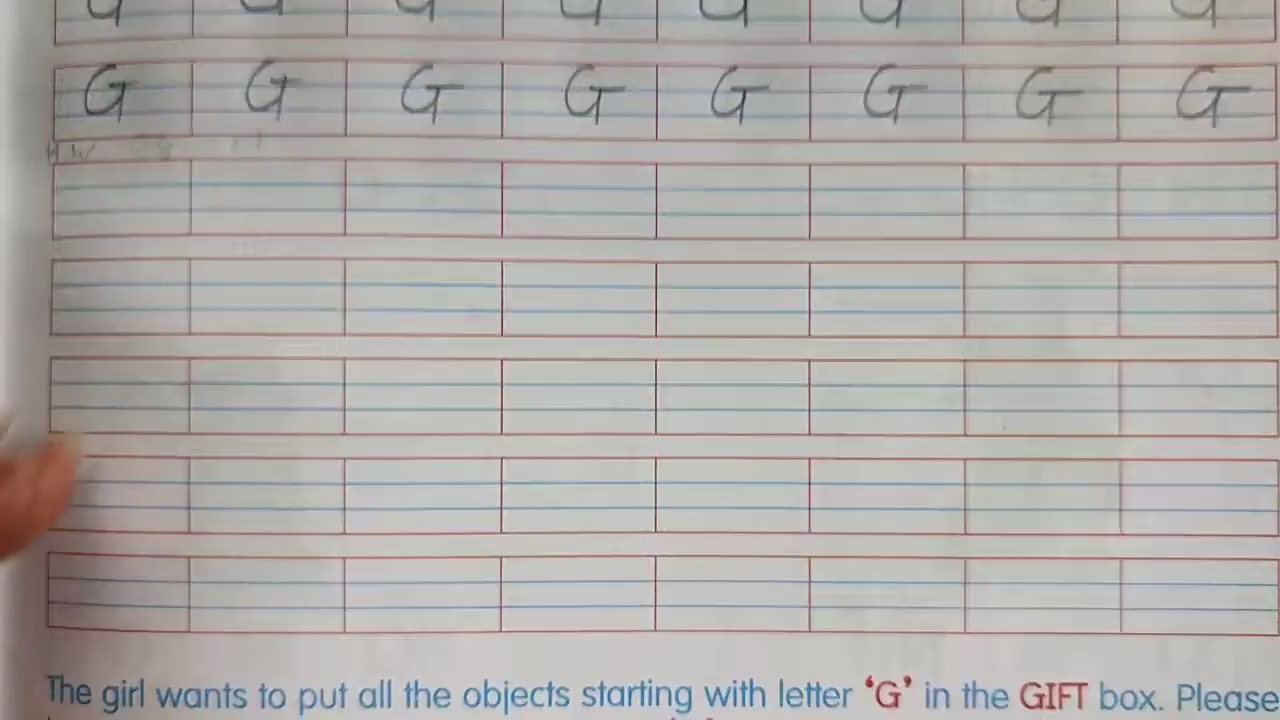 G G G G G G G G
G G G G G G G G
H.W
The girl wants to put all the objects starting with letter 'G' in the GIFT box. Please